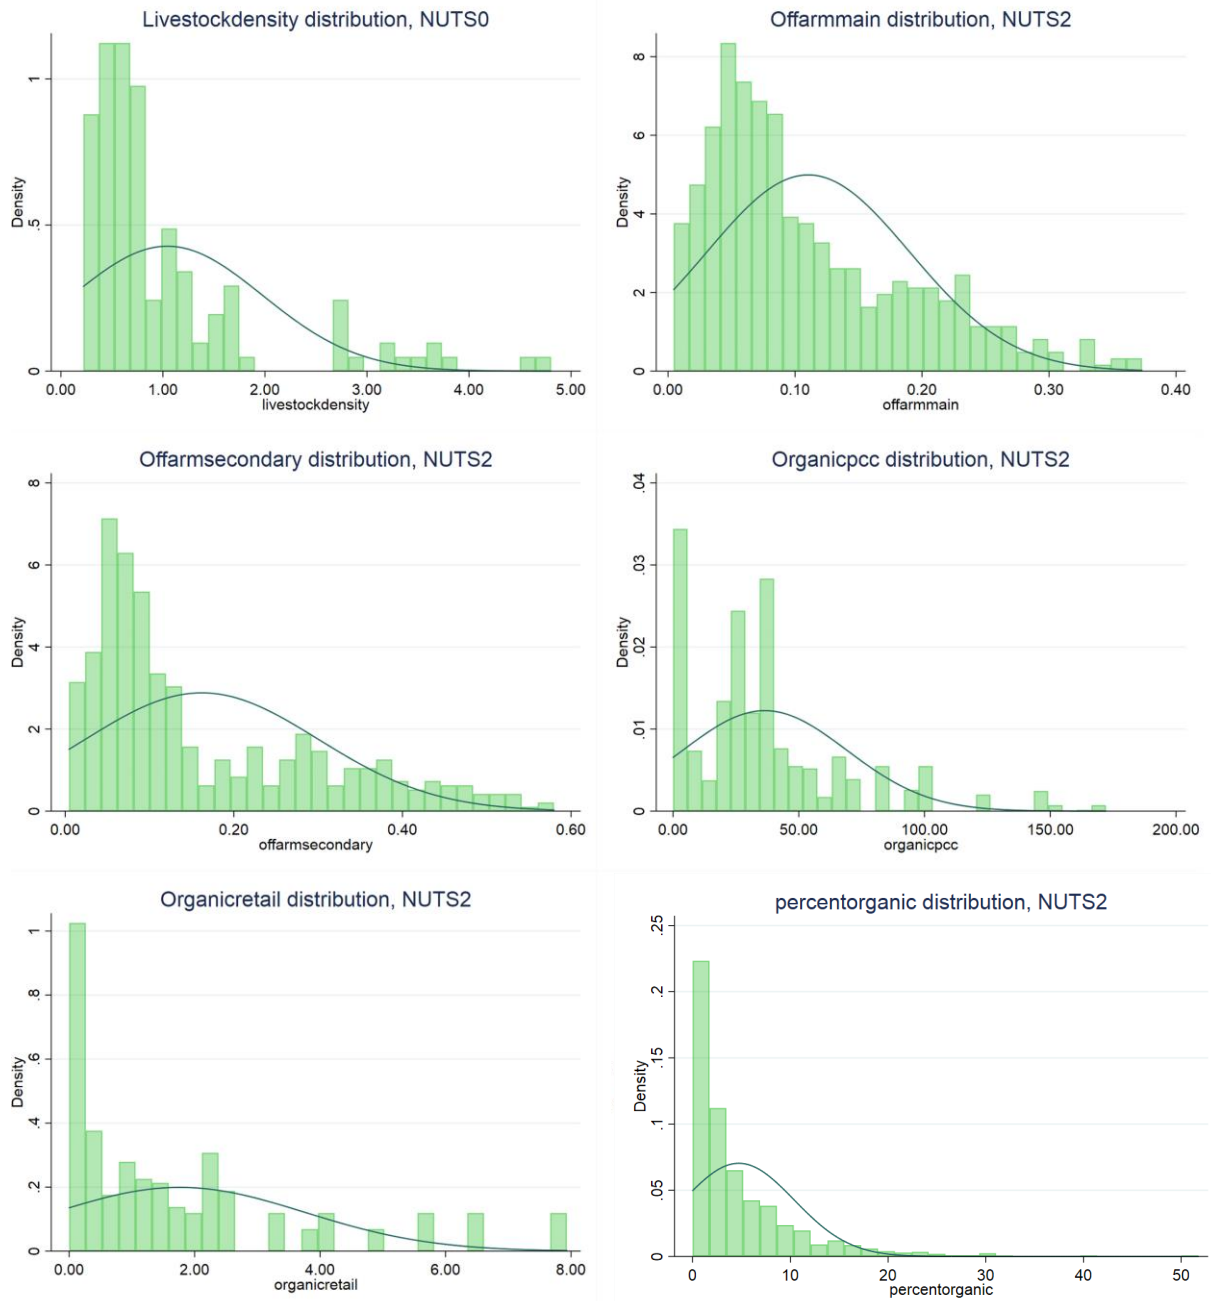 Livestockdensity distribution, NUTS0
Density
1
.5
0
0.00 1.00 2.00 3.00 4.00 5.00
livestockdensity
Offarmmain distribution, NUTS2
Density
8
6
4
2
0
0.00 0.10 0.20 0.30 0.40
offarmmain
Offarmsecondary distribution, NUTS2
Density
8
6
4
2
0
0.00 0.20 0.40 0.60
offarmsecondary
Organicpcc distribution, NUTS2
Density
.04
.03
.02
.01
0
0.00 50.00 100.00 150.00 200.00
organicpcc
Organicretail distribution, NUTS2
Density
1
.8
.6
.4
.2
0
0.00 2.00 4.00 6.00 8.00
organicretail
percentorganic distribution, NUTS2
Density
.25
.2
.15
.1
.05
0
0 10 20 30 40 50
percentorganic